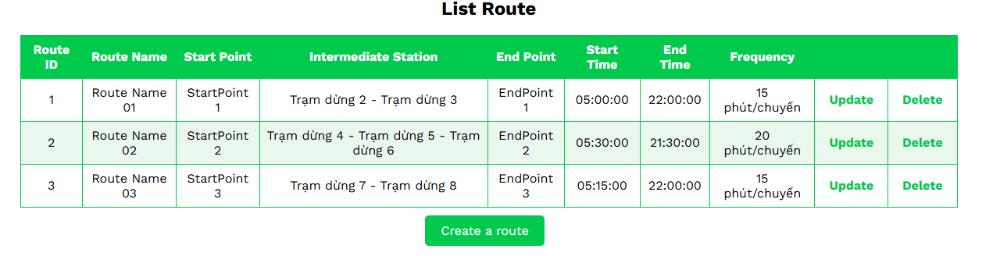 List Route
Route ID
Route Name
Start Point
Intermediate Station
End Point
Start Time
End Time
Frequency
1
Route Name 01
StartPoint 1
Trạm dừng 2 - Trạm dừng 3
EndPoint 1
05:00:00
22:00:00
15 phút/chuyến
Update
Delete
2
Route Name 02
StartPoint 2
Trạm dừng 4 - Trạm dừng 5 - Trạm dừng 6
EndPoint 2
05:30:00
21:30:00
20 phút/chuyến
Update
Delete
3
Route Name 03
StartPoint 3
Trạm dừng 7 - Trạm dừng 8
EndPoint 3
05:15:00
22:00:00
15 phút/chuyến
Update
Delete
Create a route